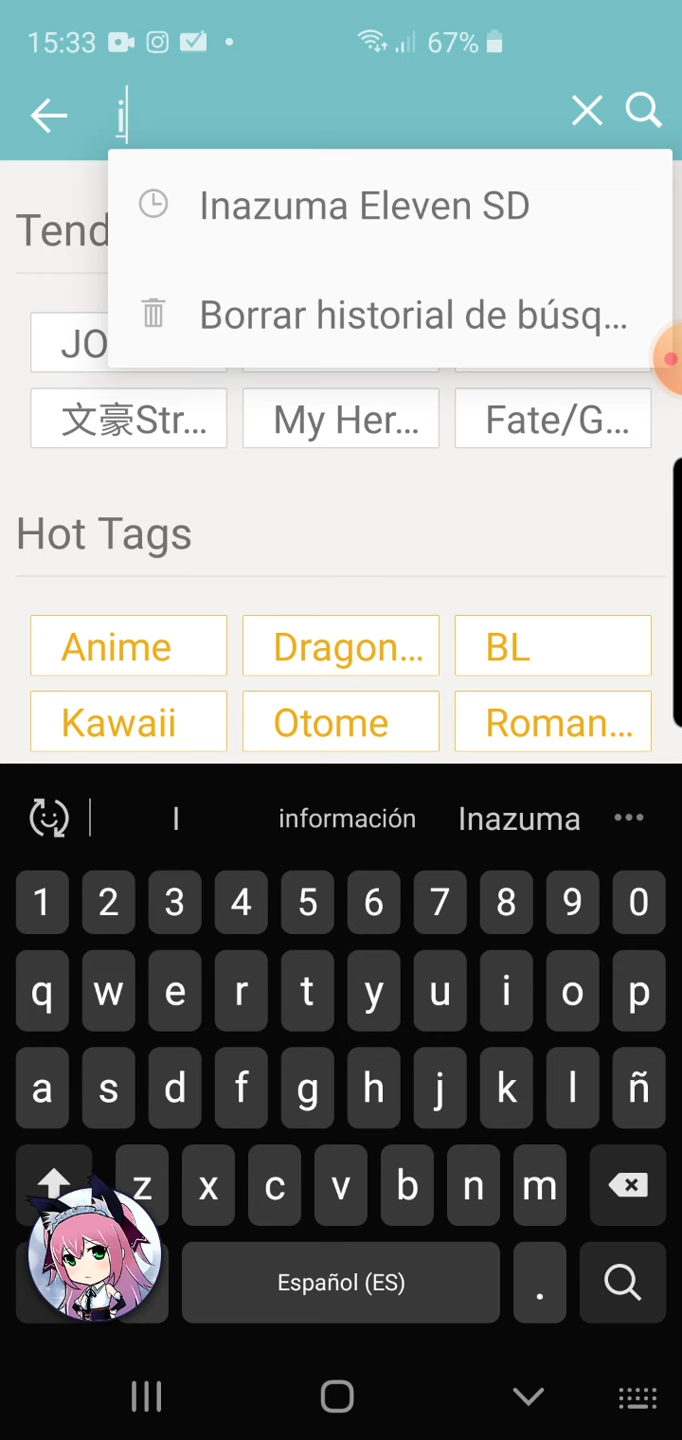 15:33 67%
i
Inazuma Eleven SD
Borrar historial de búsq...
Tend
JO
文豪Str... My Her... Fate/G...
Hot Tags
Anime Dragon... BL
Kawaii Otome Roman...
I información Inazuma
1 2 3 4 5 6 7 8 9 0
q w e r t y u i o p
a s d f g h j k l ñ
z x c v b n m
Español (ES) .